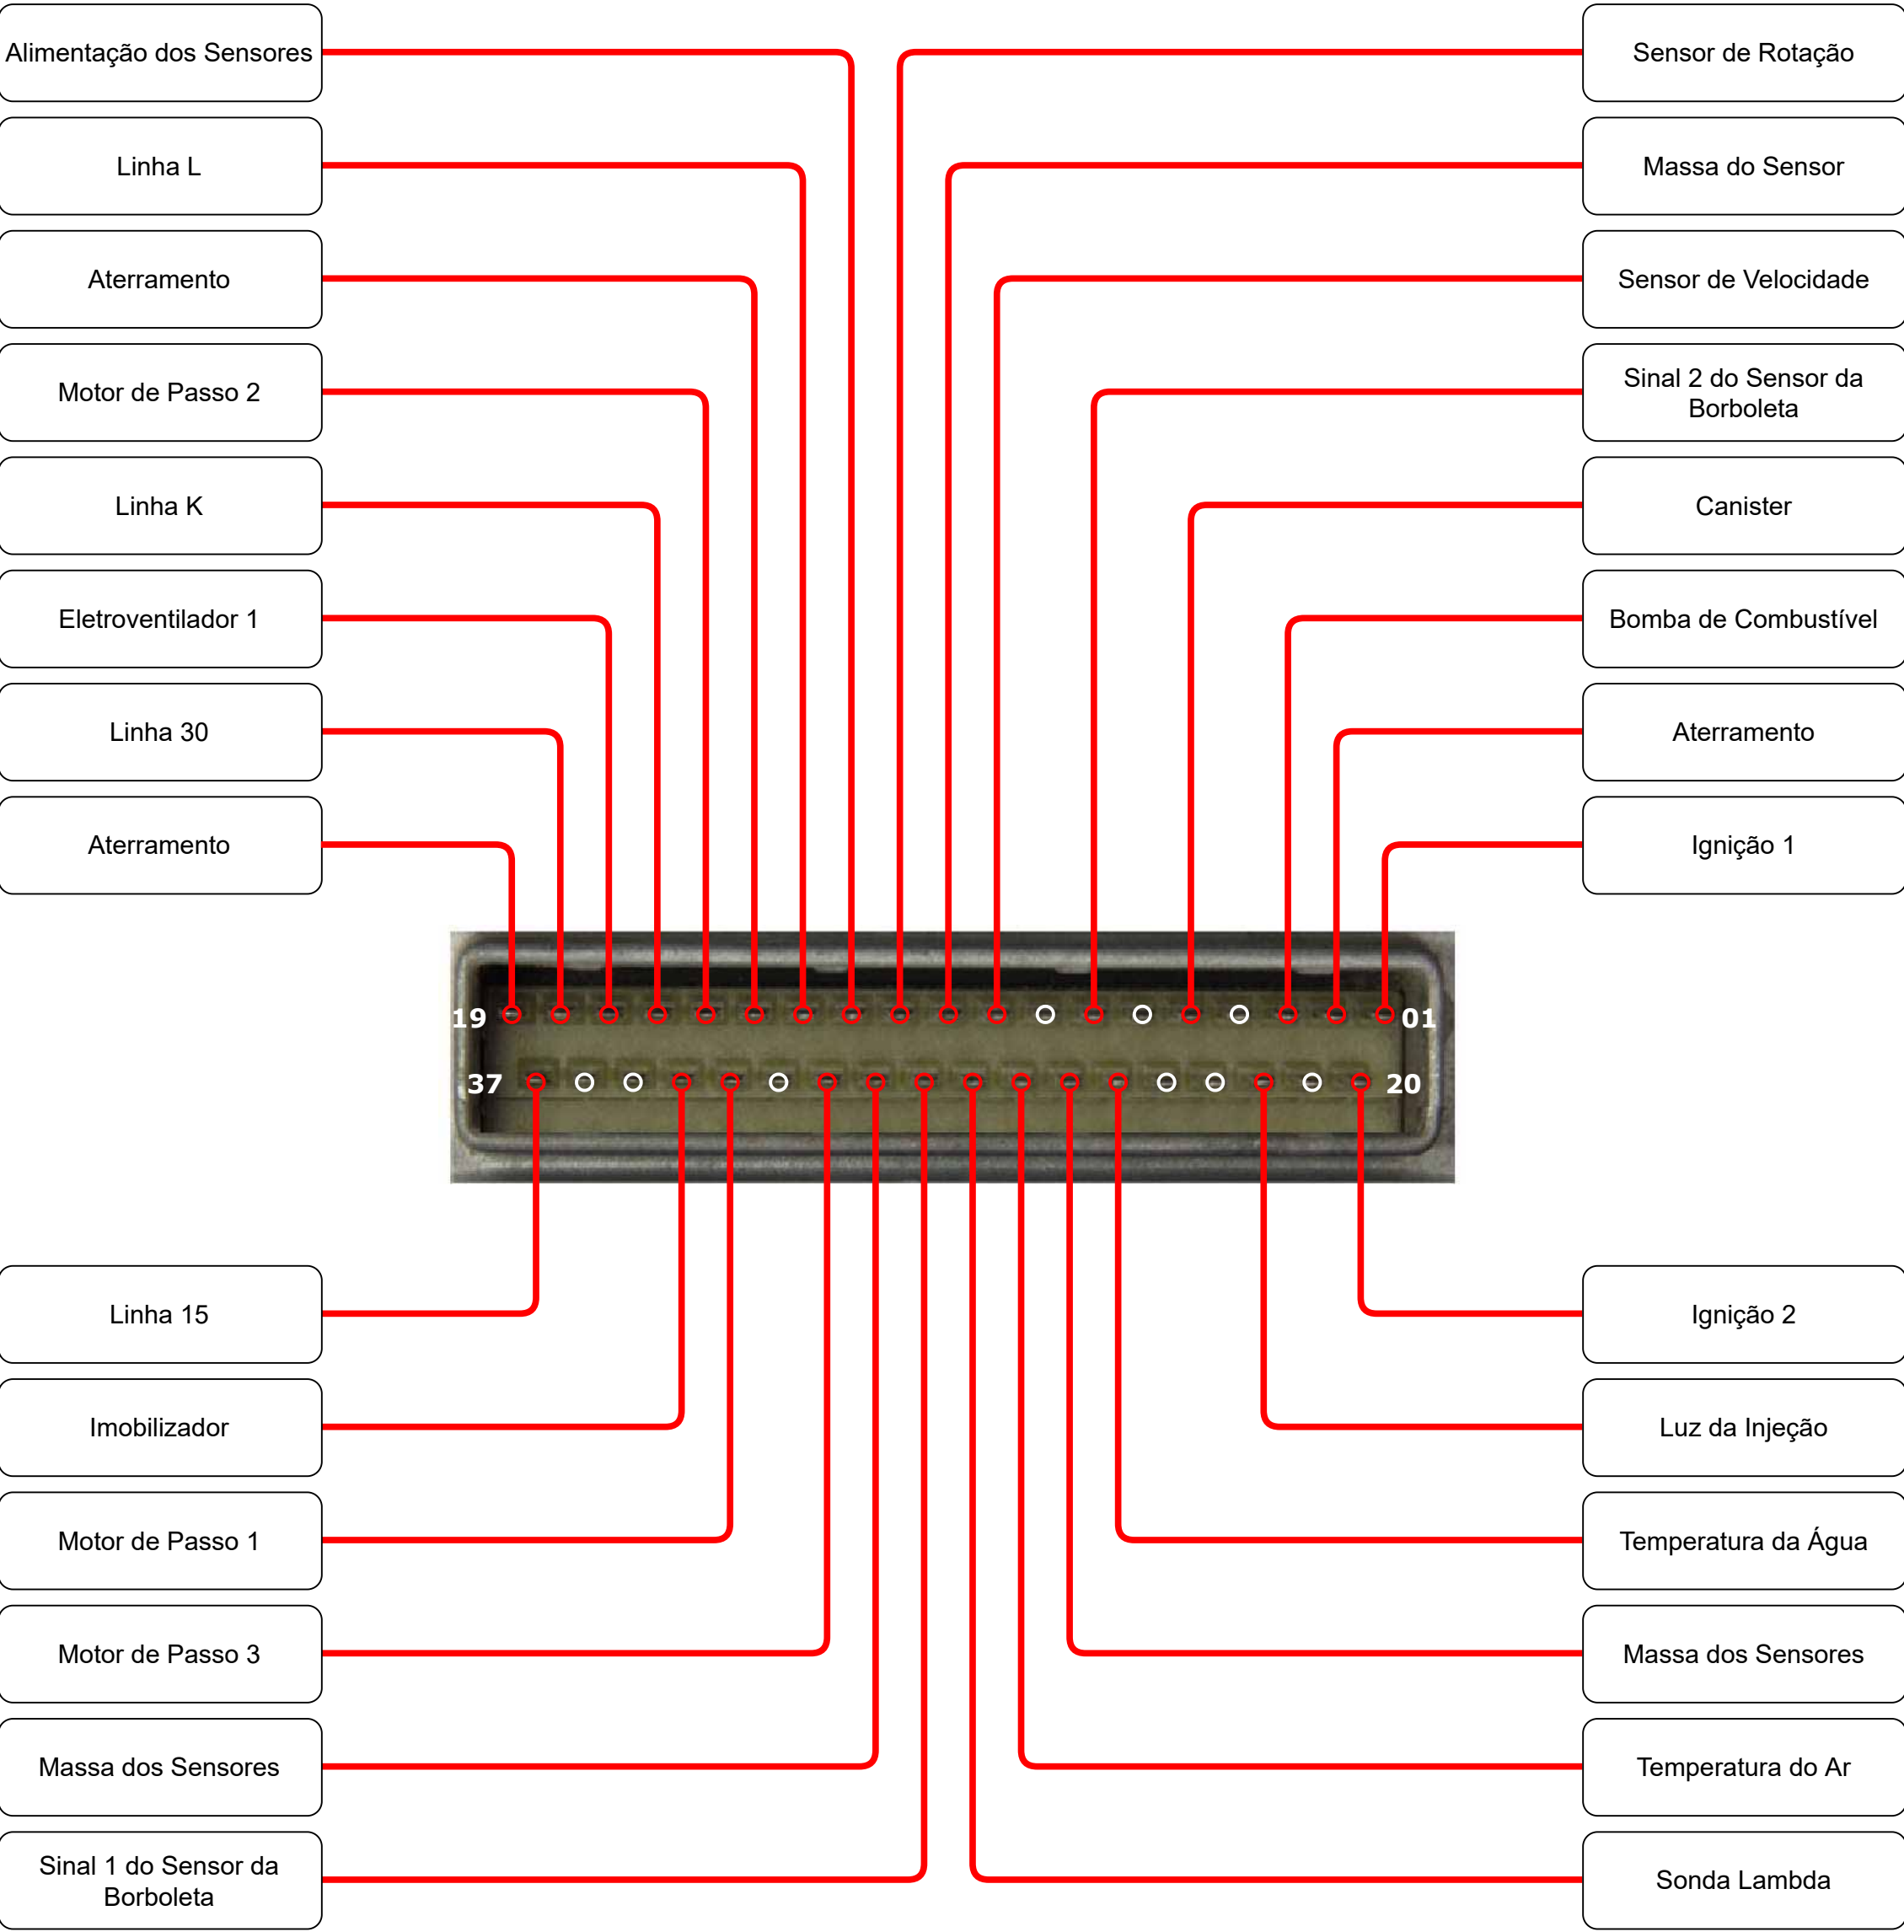 Alimentação dos Sensores
Sensor de Rotação
Linha L
Massa do Sensor
Aterramento
Sensor de Velocidade
Motor de Passo 2
Sinal 2 do Sensor da
Borboleta
Linha K
Canister
Eletroventilador 1
Bomba de Combustível
Linha 30
Aterramento
Aterramento
Ignição 1
19
01
37
20
Linha 15
Ignição 2
Imobilizador
Luz da Injeção
Motor de Passo 1
Temperatura da Água
Motor de Passo 3
Massa dos Sensores
Massa dos Sensores
Temperatura do Ar
Sinal 1 do Sensor da
Borboleta
Sonda Lambda